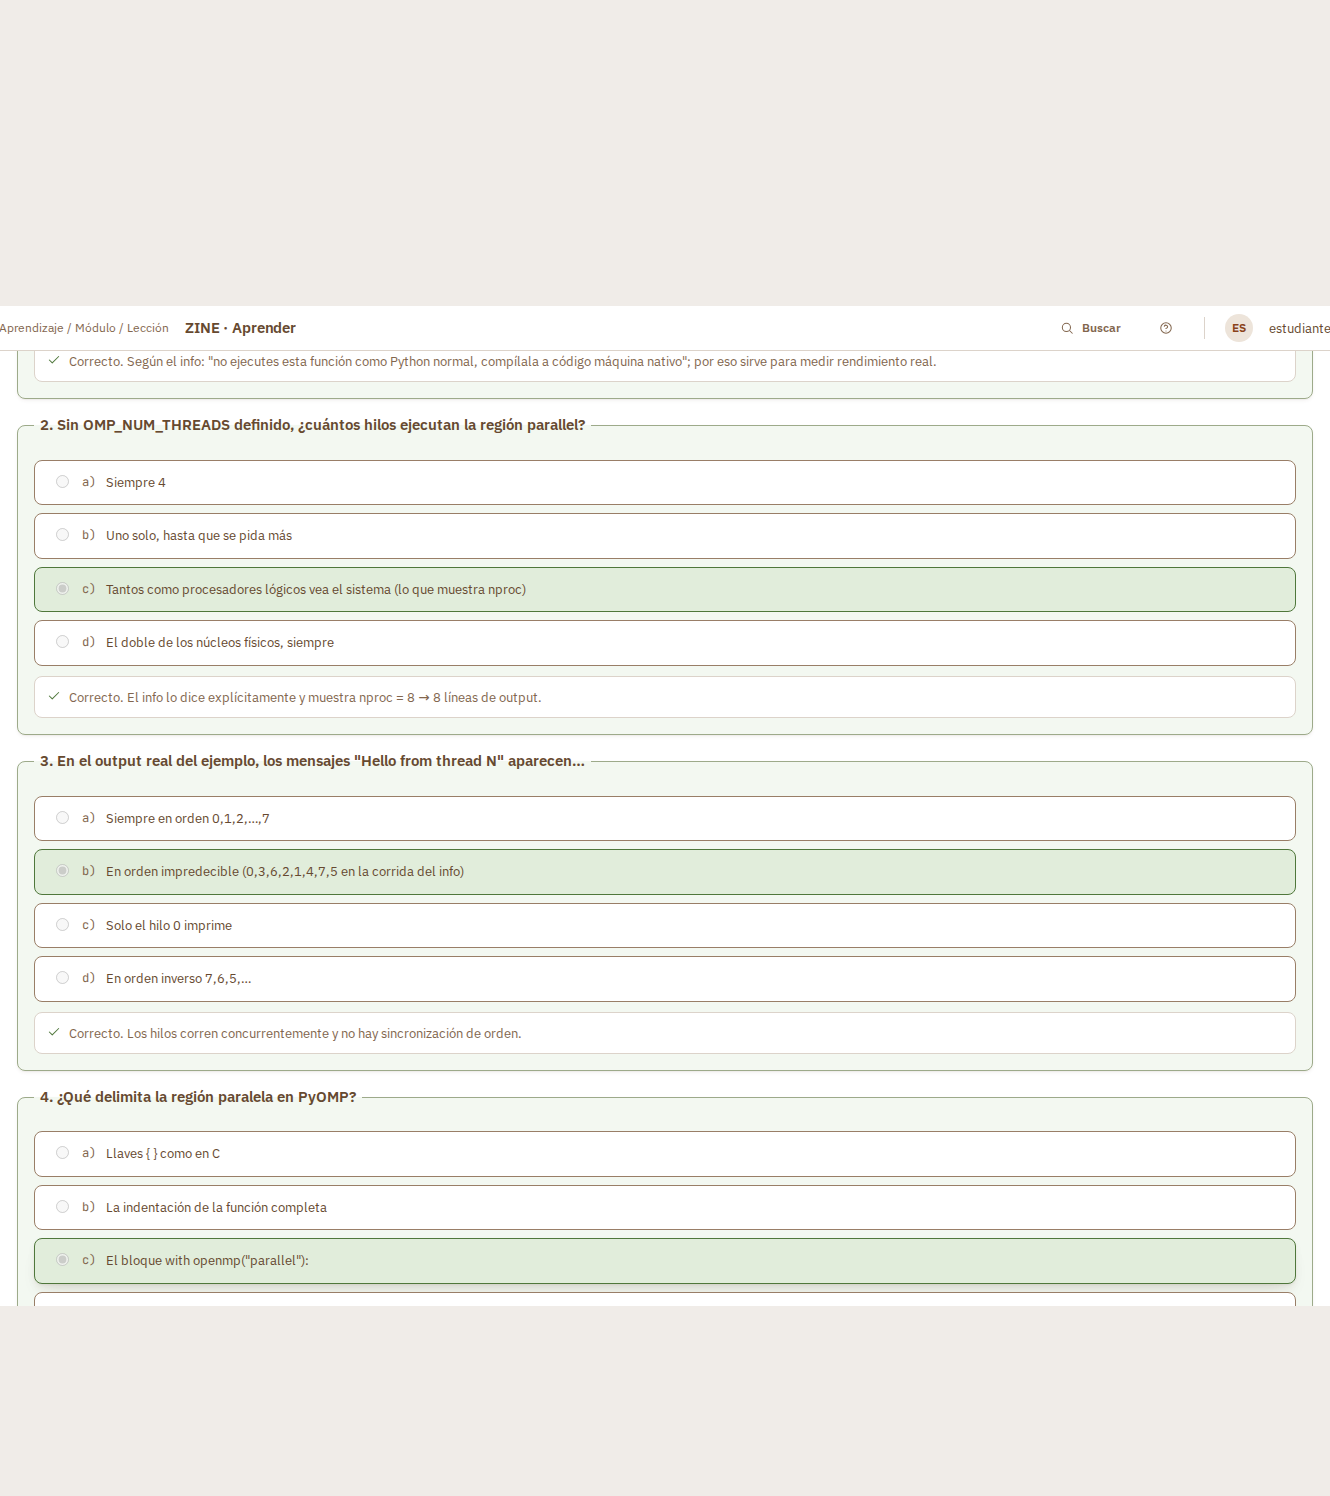 Aprendizaje / Módulo / Lección ZINE · Aprender Buscar ES estudiante
Correcto. Según el info: "no ejecutes esta función como Python normal, compílala a código máquina nativo"; por eso sirve para medir rendimiento real.
2. Sin OMP_NUM_THREADS definido, ¿cuántos hilos ejecutan la región parallel?
a) Siempre 4
b) Uno solo, hasta que se pida más
c) Tantos como procesadores lógicos vea el sistema (lo que muestra nproc)
d) El doble de los núcleos físicos, siempre
Correcto. El info lo dice explícitamente y muestra nproc = 8 → 8 líneas de output.
3. En el output real del ejemplo, los mensajes "Hello from thread N" aparecen...
a) Siempre en orden 0,1,2,...,7
b) En orden impredecible (0,3,6,2,1,4,7,5 en la corrida del info)
c) Solo el hilo 0 imprime
d) En orden inverso 7,6,5,...
Correcto. Los hilos corren concurrentemente y no hay sincronización de orden.
4. ¿Qué delimita la región paralela en PyOMP?
a) Llaves { } como en C
b) La indentación de la función completa
c) El bloque with openmp("parallel"):